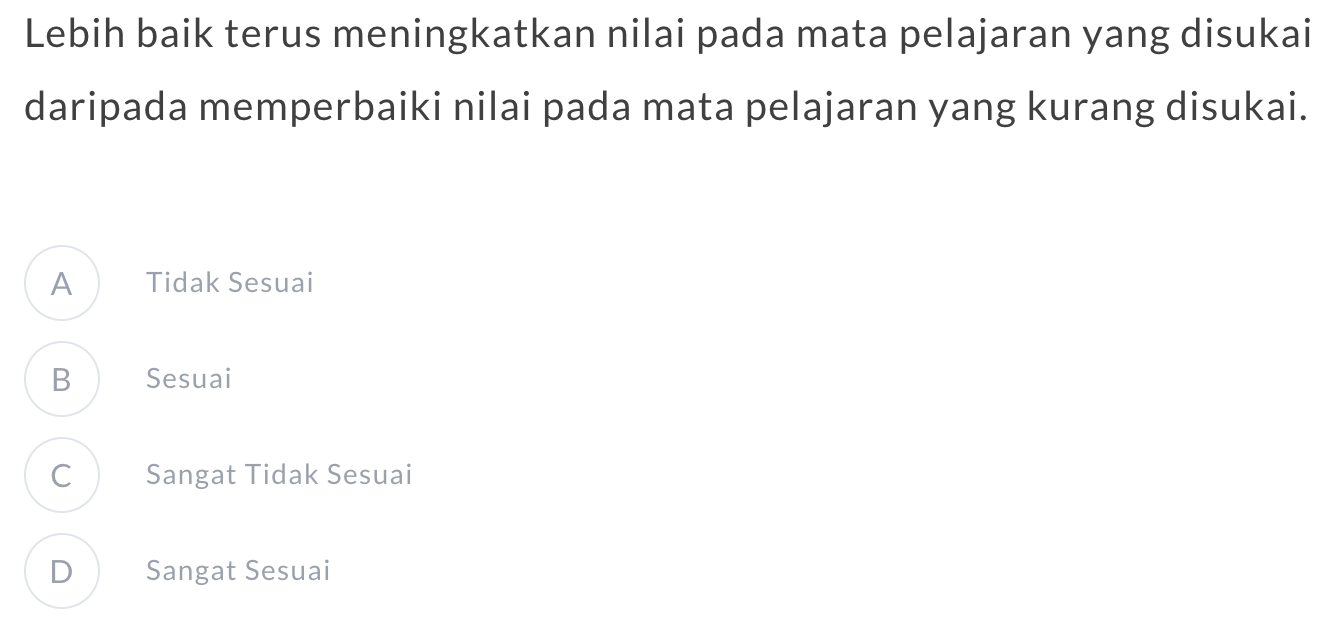 Lebih baik terus meningkatkan nilai pada mata pelajaran yang disukai
daripada memperbaiki nilai pada mata pelajaran yang kurang disukai.
A Tidak Sesuai
B Sesuai
C Sangat Tidak Sesuai
D Sangat Sesuai